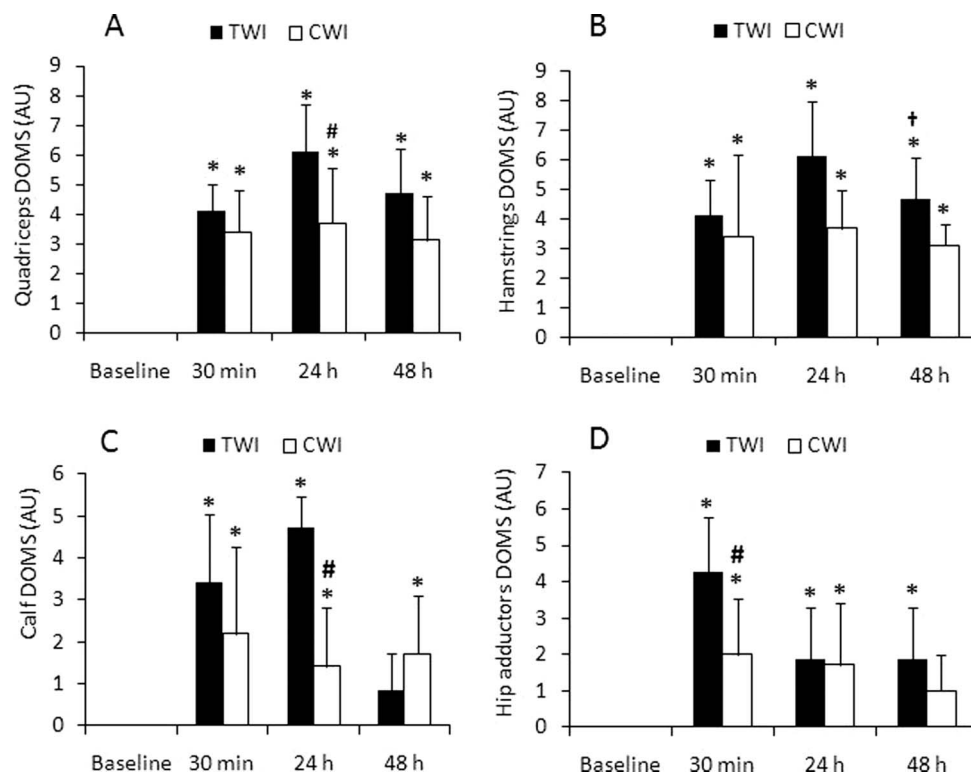 A
TWI CWI
Quadriceps DOMS (AU)
9
8
7
6
5
4
3
2
1
0
* * * # * * *
Baseline 30 min 24 h 48 h
B
TWI CWI
Hamstrings DOMS (AU)
9
8
7
6
5
4
3
2
1
0
* * * * † * *
Baseline 30 min 24 h 48 h
C
TWI CWI
Calf DOMS (AU)
6
5
4
3
2
1
0
* * * # * *
Baseline 30 min 24 h 48 h
D
TWI CWI
Hip adductors DOMS (AU)
7
6
5
4
3
2
1
0
* # * * * *
Baseline 30 min 24 h 48 h